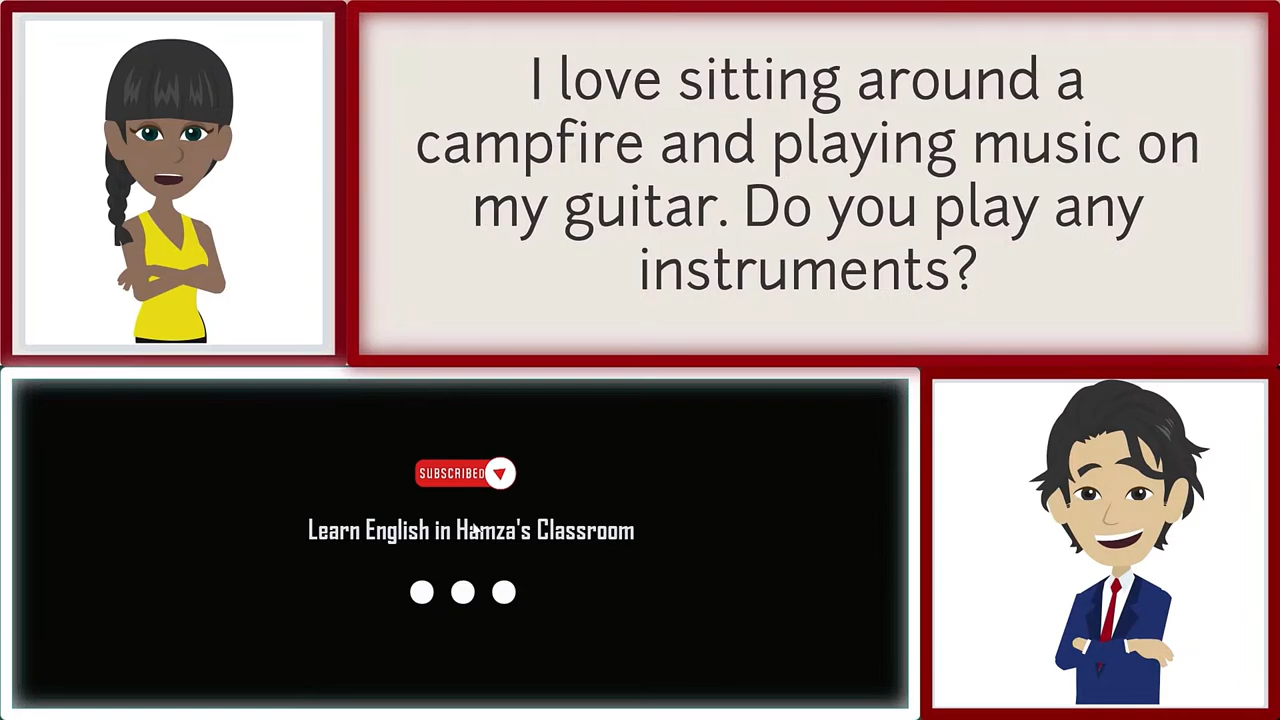 I love sitting around a
campfire and playing music on
my guitar. Do you play any
instruments?
SUBSCRIBED
Learn English in Hamza's Classroom